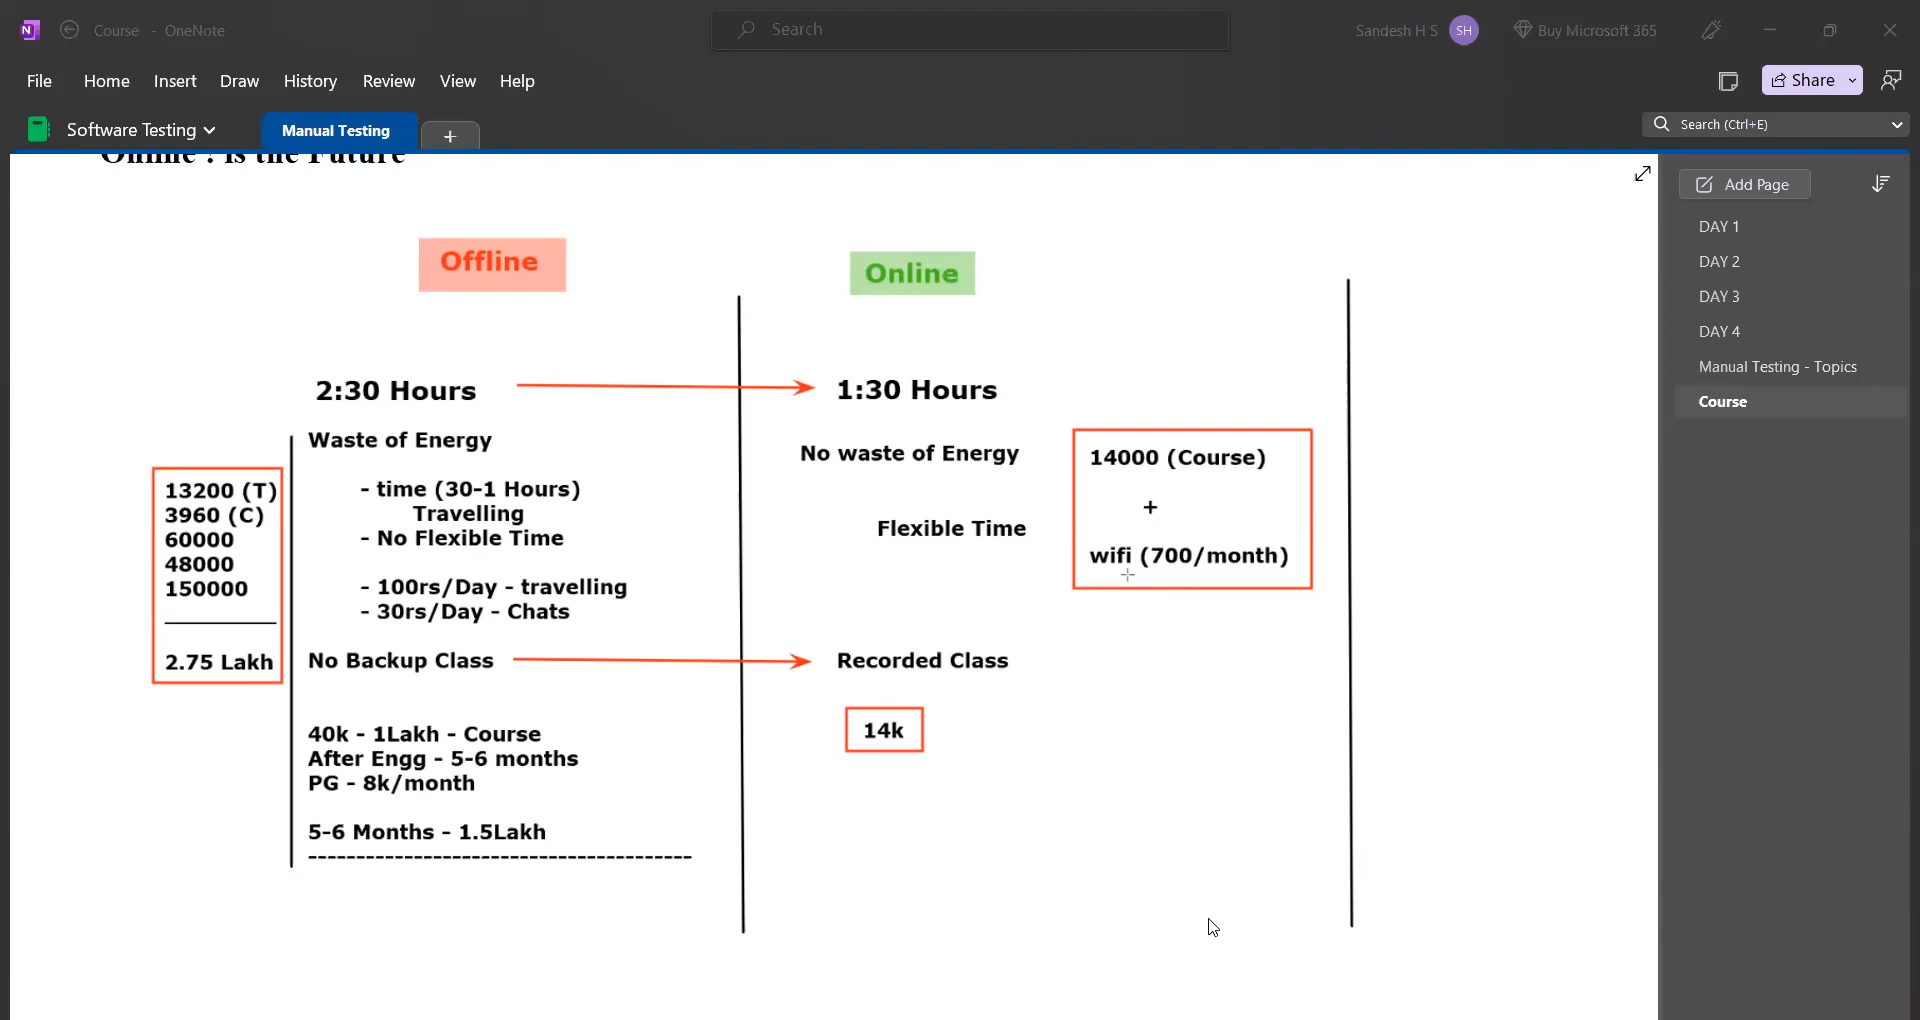 Course - OneNote
Search
Sandesh H S
SH
Buy Microsoft 365
File Home Insert Draw History Review View Help
Share
Software Testing
Manual Testing
+
Search (Ctrl+E)
Online : is the Future
Add Page
DAY 1
DAY 2
DAY 3
DAY 4
Manual Testing - Topics
Course
Offline
2:30 Hours
Waste of Energy
- time (30-1 Hours)
Travelling
- No Flexible Time
- 100rs/Day - travelling
- 30rs/Day - Chats
No Backup Class
40k - 1Lakh - Course
After Engg - 5-6 months
PG - 8k/month
5-6 Months - 1.5Lakh
----------------------------------------
13200 (T)
3960 (C)
60000
48000
150000
2.75 Lakh
Online
1:30 Hours
No waste of Energy
Flexible Time
Recorded Class
14k
14000 (Course)
+
wifi (700/month)